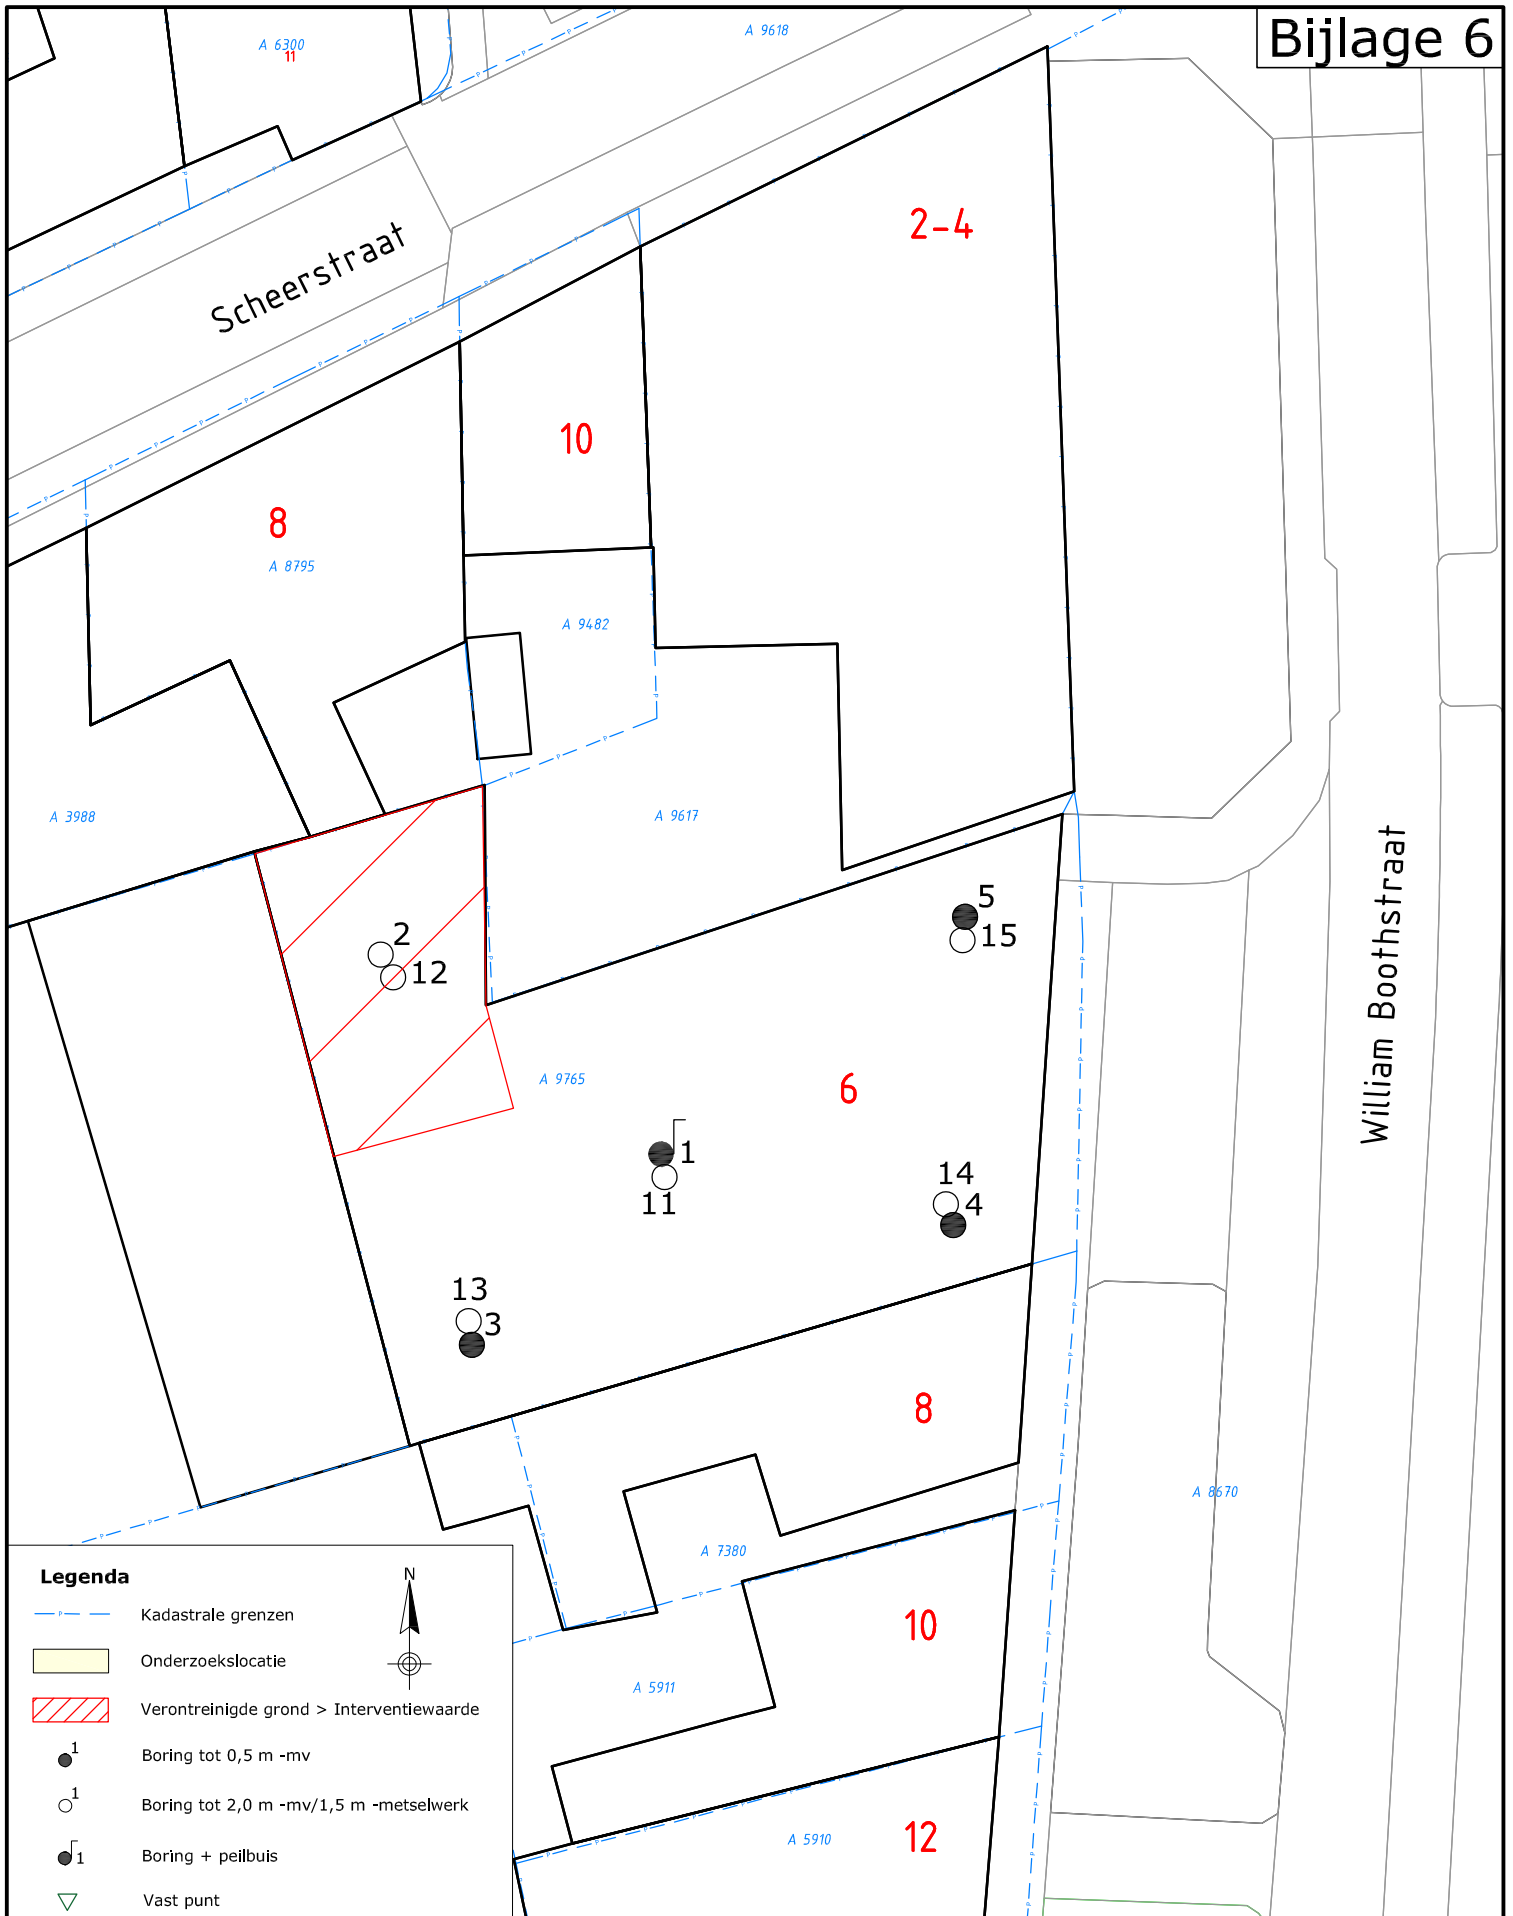 Bijlage 6
A 6300
11
A 9618
Scheerstraat
2-4
10
8
A 8795
A 9482
A 3988
A 9617
William Boothstraat
5
15
2
12
A 9765
6
1
11
14
4
13
3
8
A 8670
A 7380
10
A 5911
A 5910
12
Legenda
N
Kadastrale grenzen
Onderzoekslocatie
Verontreinigde grond > Interventiewaarde
1
Boring tot 0,5 m -mv
1
Boring tot 2,0 m -mv/1,5 m -metselwerk
1
Boring + peilbuis
Vast punt